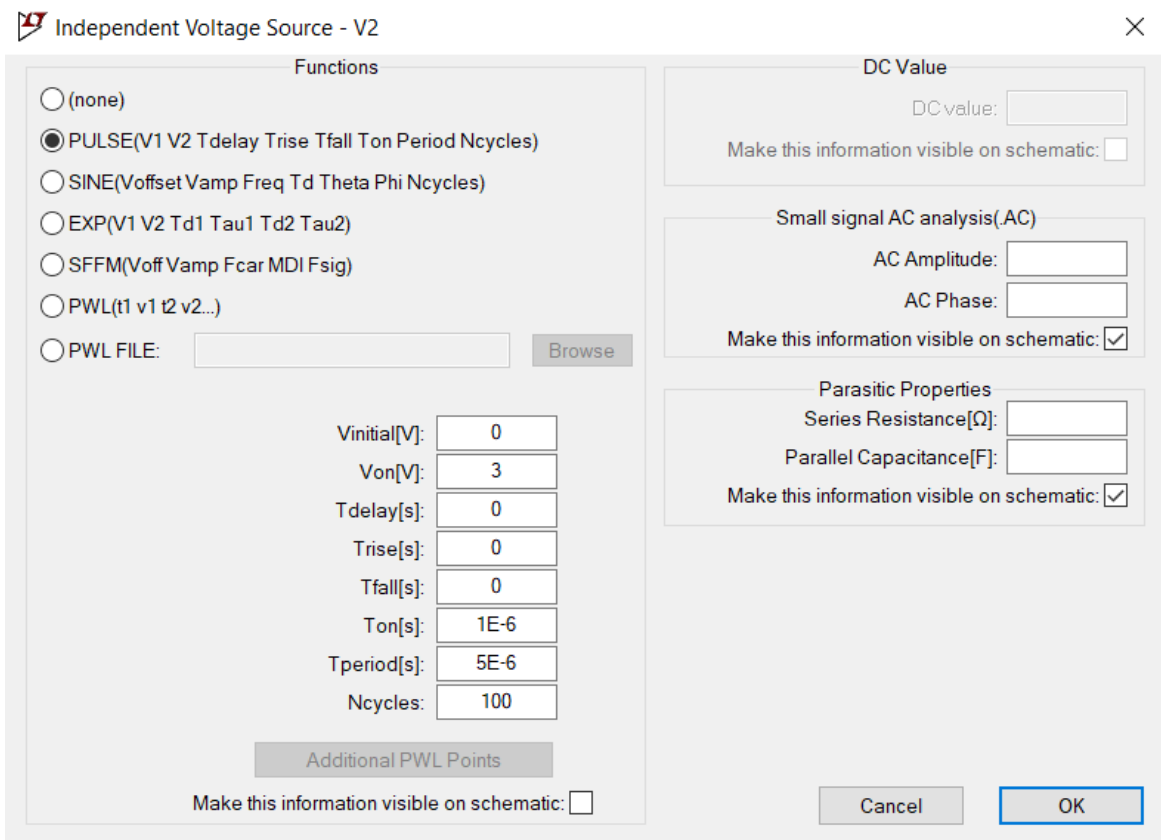 Independent Voltage Source - V2
Functions
(none)
PULSE(V1 V2 Tdelay Trise Tfall Ton Period Ncycles)
SINE(Voffset Vamp Freq Td Theta Phi Ncycles)
EXP(V1 V2 Td1 Tau1 Td2 Tau2)
SFFM(Voff Vamp Fcar MDI Fsig)
PWL(t1 v1 t2 v2...)
PWL FILE: Browse
Vinitial[V]: 0
Von[V]: 3
Tdelay[s]: 0
Trise[s]: 0
Tfall[s]: 0
Ton[s]: 1E-6
Tperiod[s]: 5E-6
Ncycles: 100
Additional PWL Points
Make this information visible on schematic:
DC Value
DC value:
Make this information visible on schematic:
Small signal AC analysis(.AC)
AC Amplitude:
AC Phase:
Make this information visible on schematic:
Parasitic Properties
Series Resistance[Ω]:
Parallel Capacitance[F]:
Make this information visible on schematic:
Cancel OK